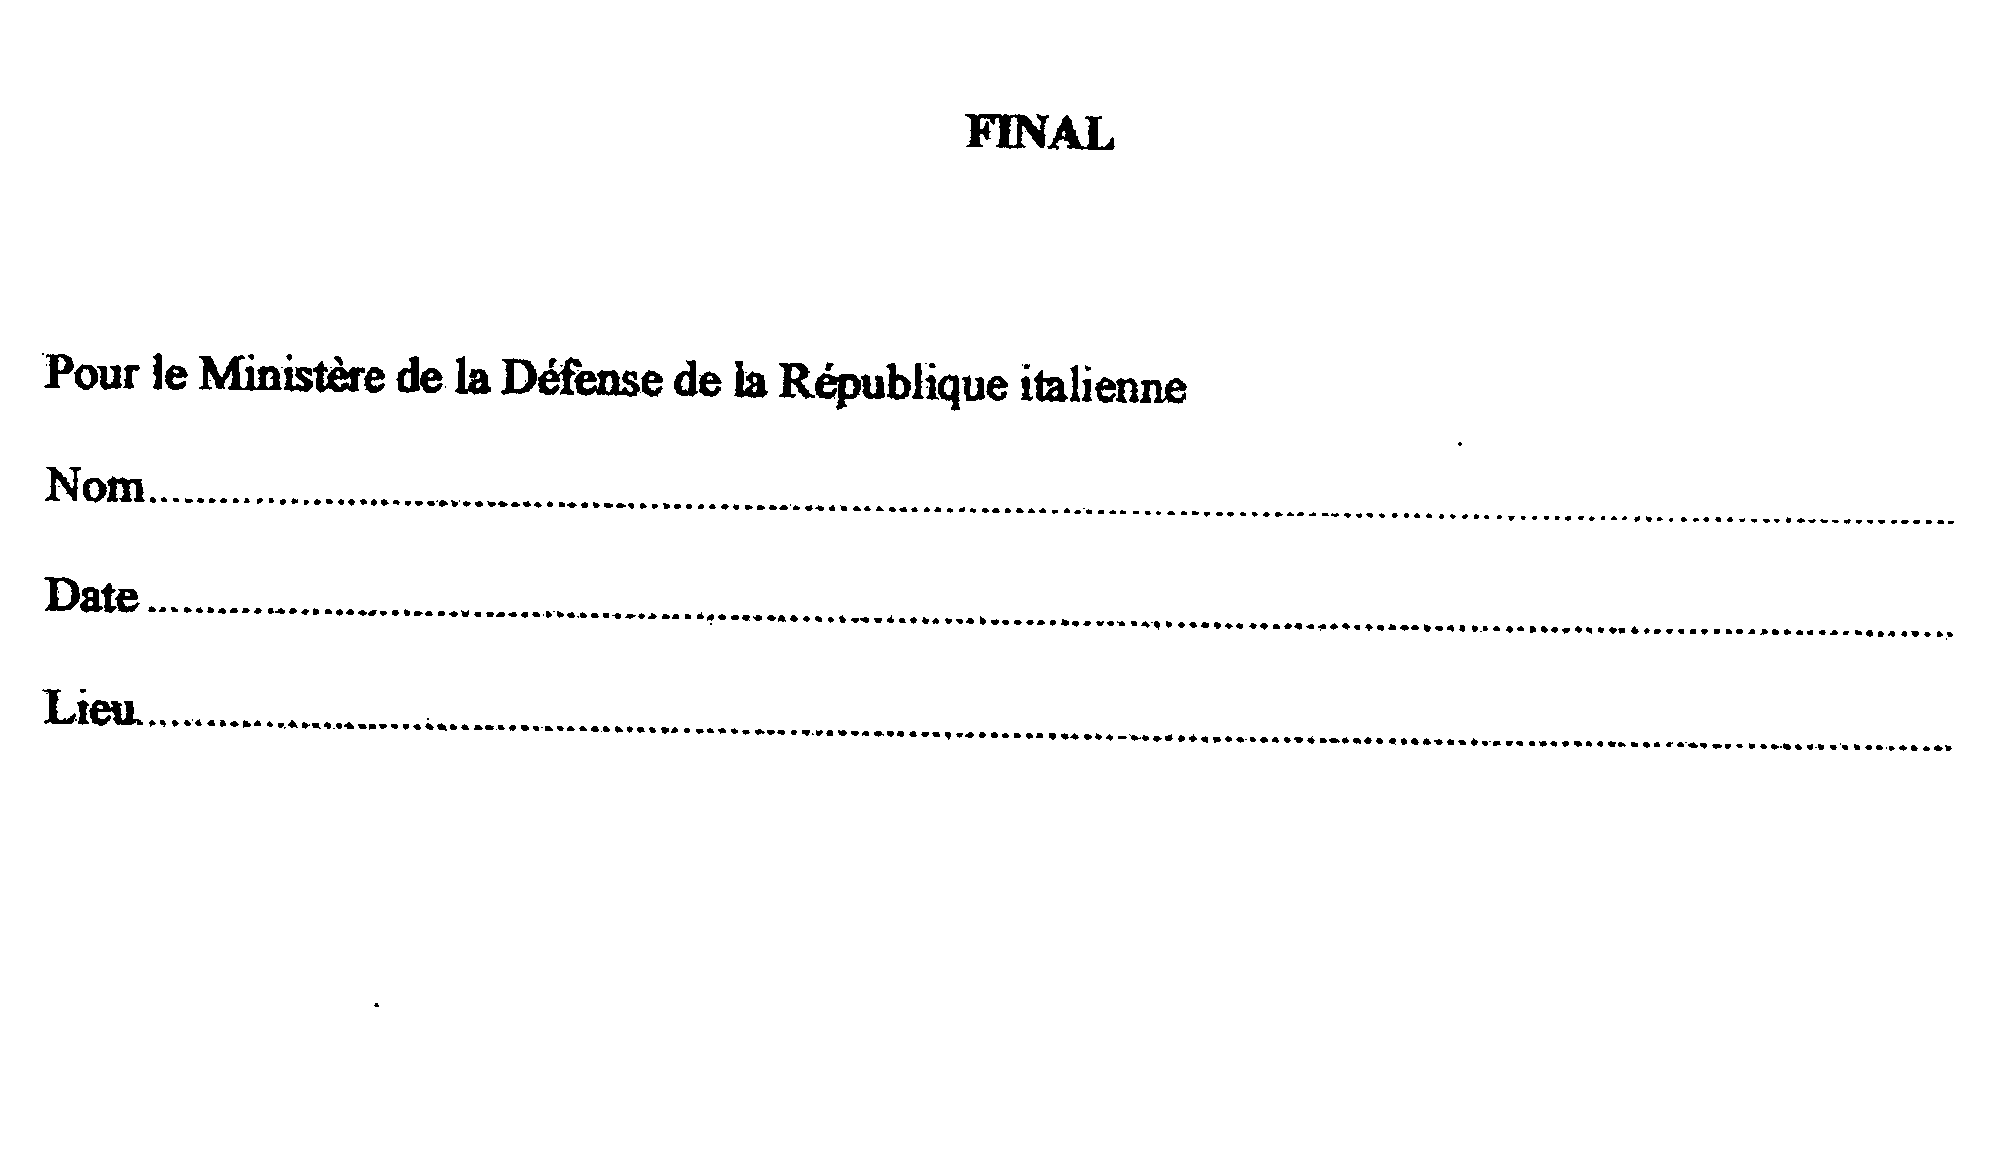 FINAL
Pour le Ministère de la Défense de la République italienne
Nom
Date
Lieu